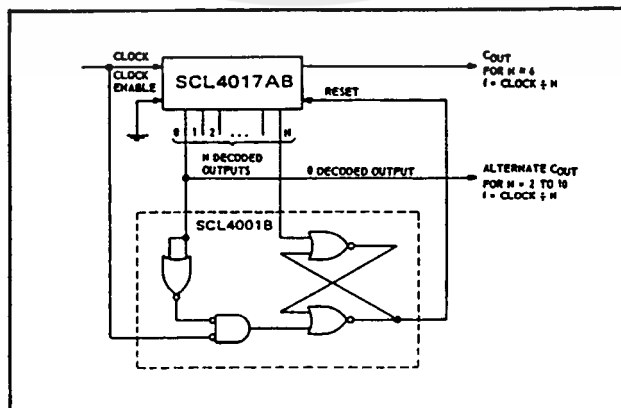 CLOCK
CLOCK
ENABLE
SCL4017AB
COUT
FOR N = 6
f = CLOCK ÷ N
RESET
0 1 2 ... N
N DECODED
OUTPUTS
0 DECODED OUTPUT
ALTERNATE COUT
FOR N = 2 TO 10
f = CLOCK ÷ N
SCL4001B